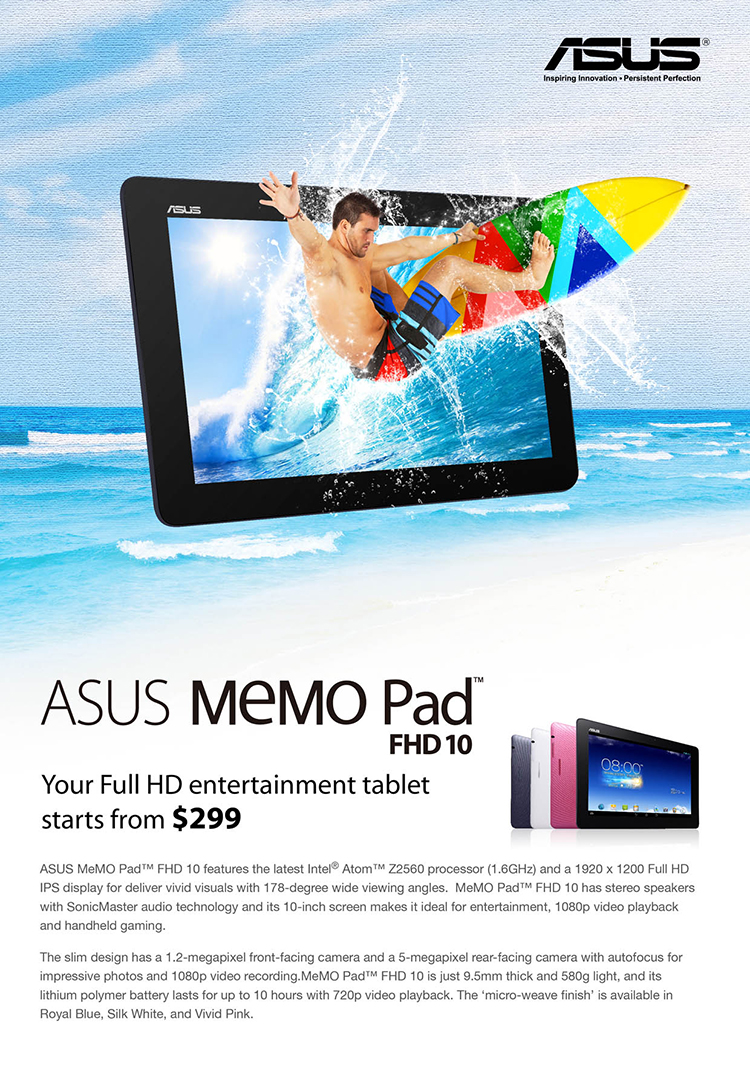 ASUS®
Inspiring Innovation • Persistent Perfection
ASUS
ASUS MeMO Pad™
FHD 10
ASUS
08:00
Your Full HD entertainment tablet
starts from $299
ASUS MeMO Pad™ FHD 10 features the latest Intel® Atom™ Z2560 processor (1.6GHz) and a 1920 x 1200 Full HD
IPS display for deliver vivid visuals with 178-degree wide viewing angles.  MeMO Pad™ FHD 10 has stereo speakers
with SonicMaster audio technology and its 10-inch screen makes it ideal for entertainment, 1080p video playback
and handheld gaming.
The slim design has a 1.2-megapixel front-facing camera and a 5-megapixel rear-facing camera with autofocus for
impressive photos and 1080p video recording.MeMO Pad™ FHD 10 is just 9.5mm thick and 580g light, and its
lithium polymer battery lasts for up to 10 hours with 720p video playback. The ‘micro-weave finish’ is available in
Royal Blue, Silk White, and Vivid Pink.